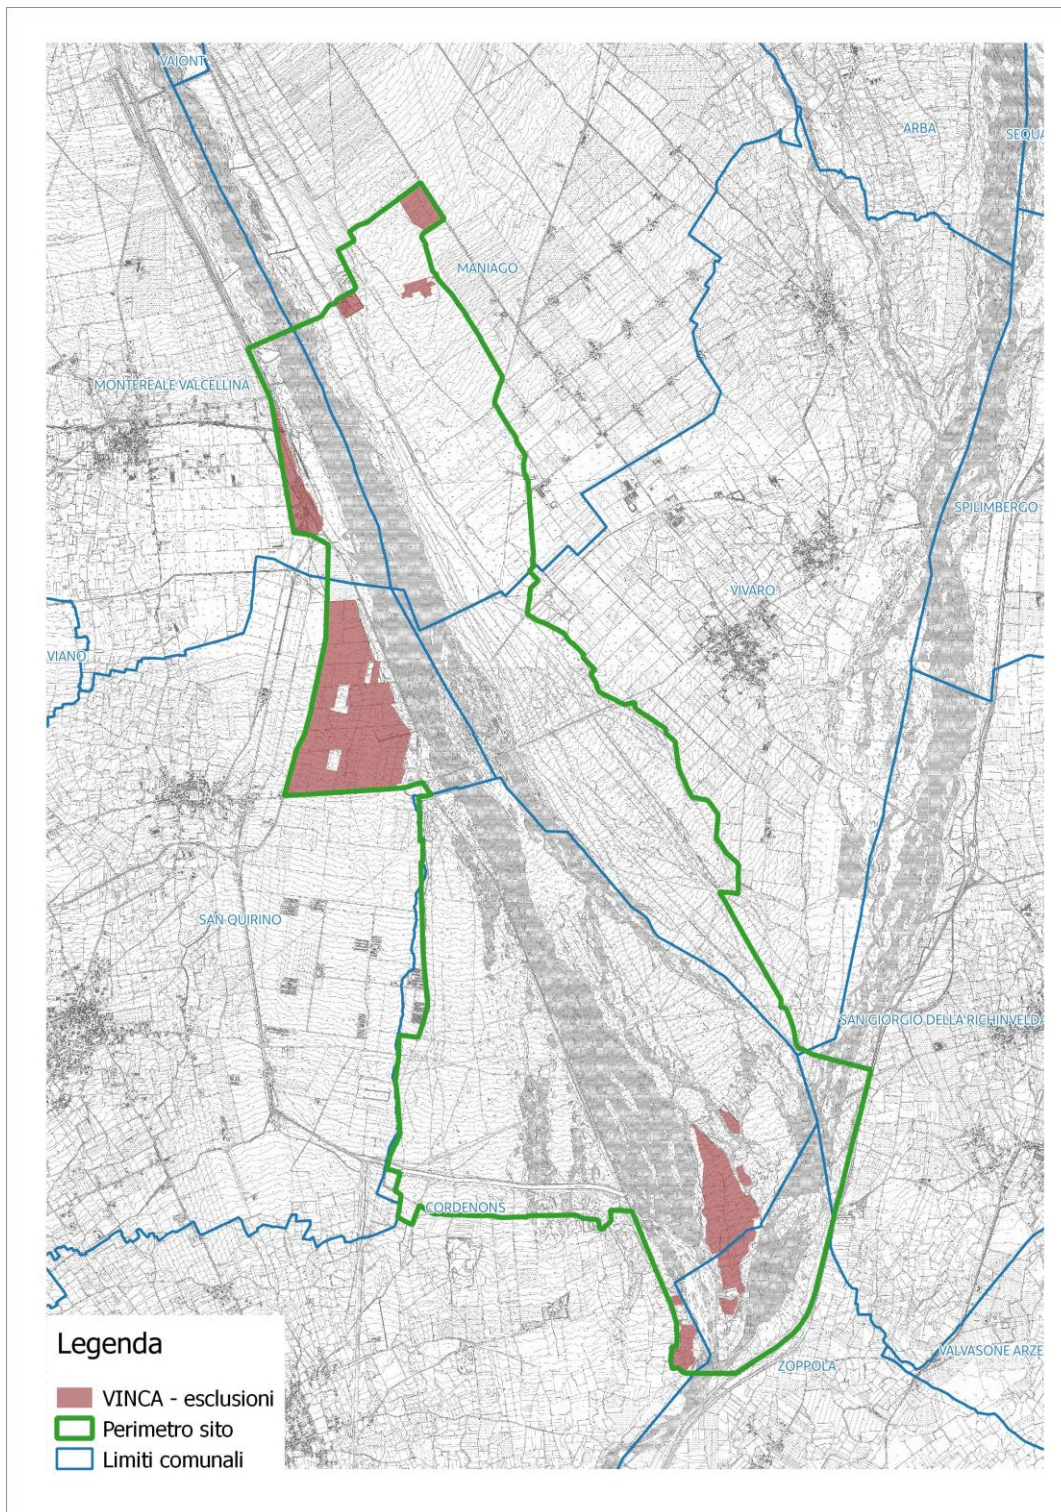 VAJONT
ARBA
SEQUA
MANIAGO
MONTEREALE VALCELLINA
SPILIMBERGO
VIVARO
VIANO
SAN QUIRINO
SAN GIORGIO DELLA RICHINVELDA
CORDENONS
VALVASONE ARZE
ZOPPOLA
Legenda
VINCA - esclusioni
Perimetro sito
Limiti comunali